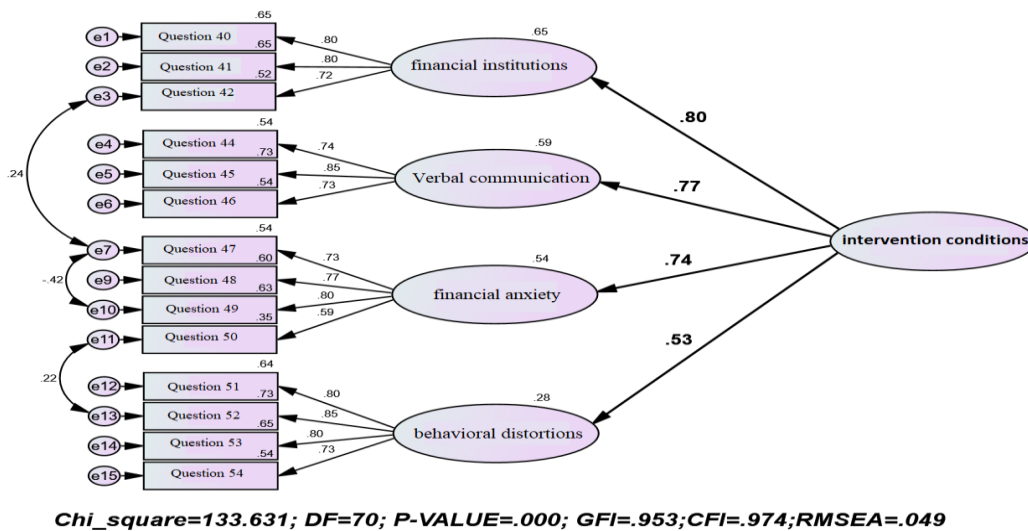 .65
e1 Question 40 .80 .65
.65
e2 Question 41 .80 financial institutions
.52
e3 Question 42 .72
.80
.54
e4 Question 44 .74 .59
.73
e5 Question 45 .85 Verbal communication
.54
e6 Question 46 .73
.77
.24
intervention conditions
.54
e7 Question 47 .73 .54
.60
e9 Question 48 .77
.63
e10 Question 49 .80 financial anxiety
.35
e11 Question 50 .59
.74
-.42
.64
e12 Question 51 .80 .28
.73
e13 Question 52 .85
.65
e14 Question 53 .80 behavioral distortions
.54
e15 Question 54 .73
.53
.22
Chi_square=133.631; DF=70; P-VALUE=.000; GFI=.953;CFI=.974;RMSEA=.049